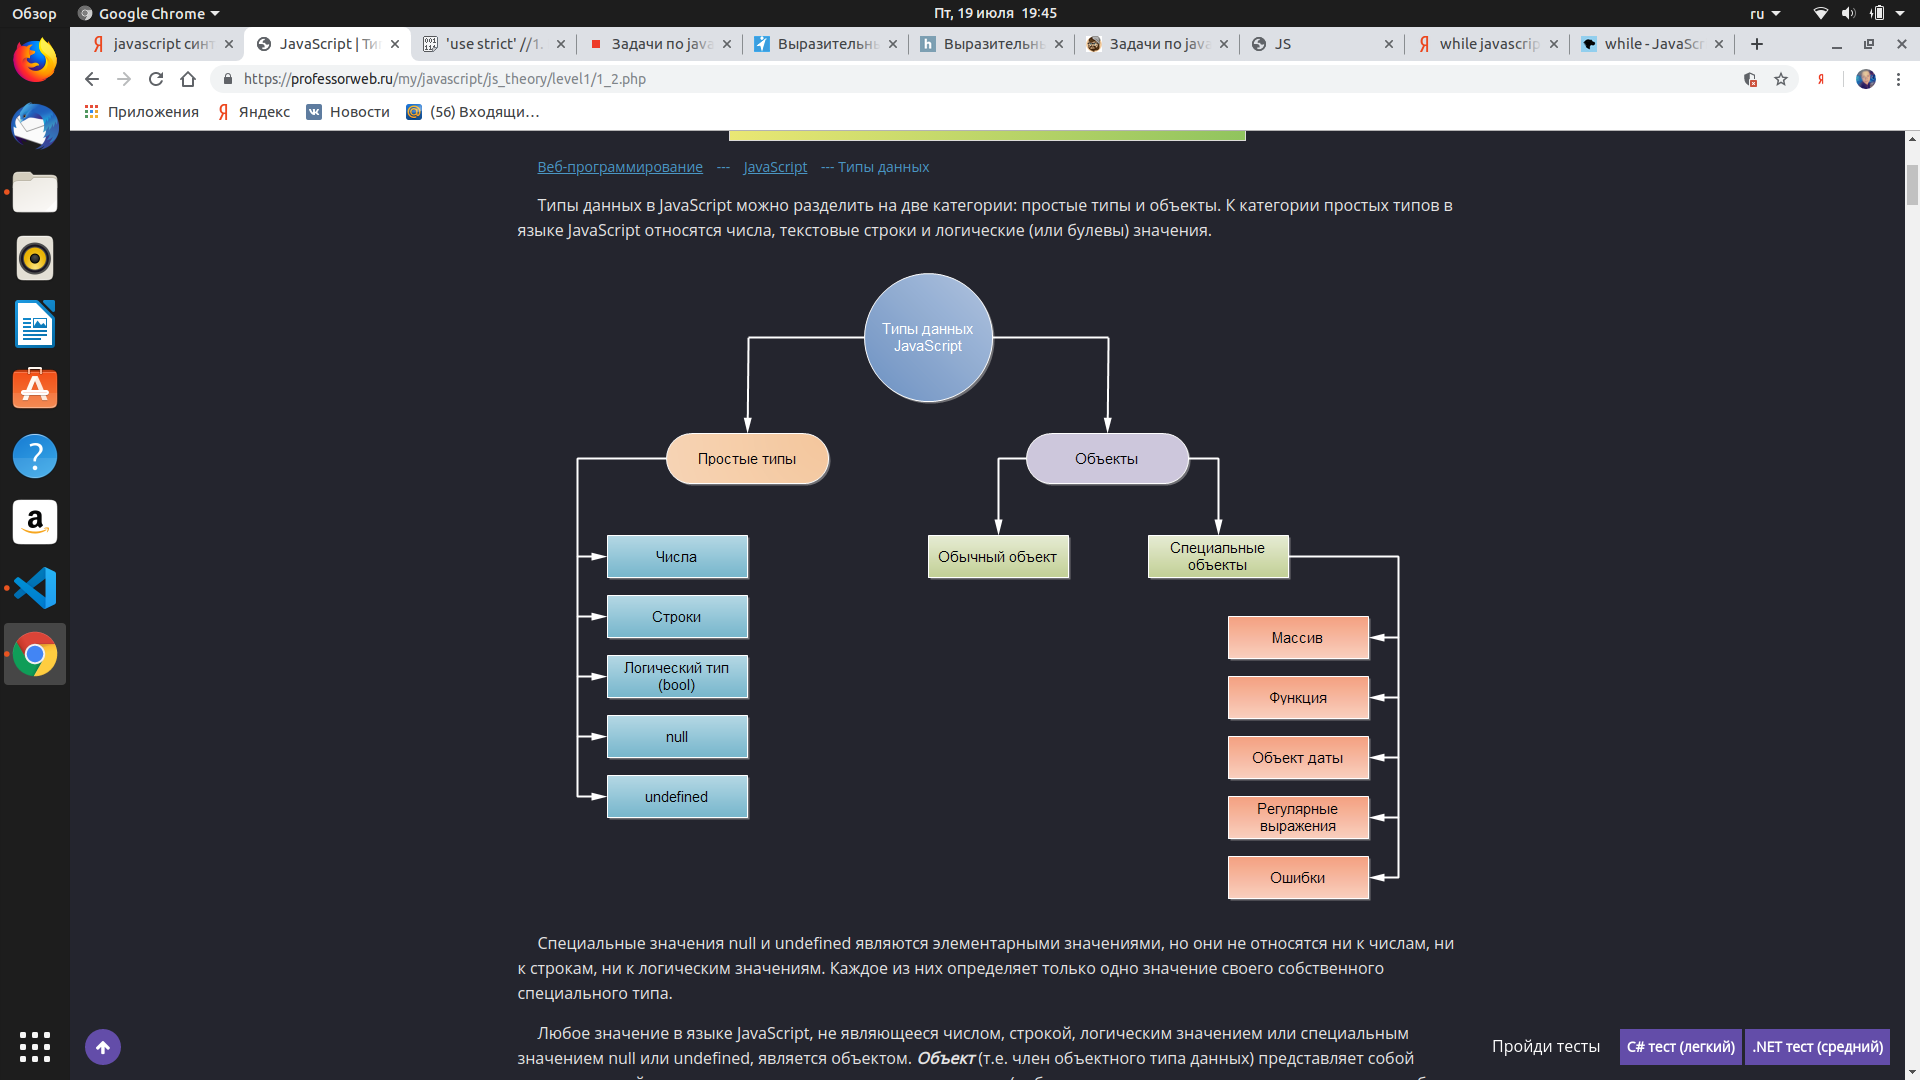 Обзор
Google Chrome
Пт, 19 июля 19:45
ru
javascript синт
JavaScript | Ти
'use strict' //1.
Задачи по java
Выразительн
Выразительн
Задачи по java
JS
while javascrip
while - JavaScr
https://professorweb.ru/my/javascript/js_theory/level1/1_2.php
Приложения
Яндекс
Новости
(56) Входящи...
Веб-программирование --- JavaScript --- Типы данных
Типы данных в JavaScript можно разделить на две категории: простые типы и объекты. К категории простых типов в
языке JavaScript относятся числа, текстовые строки и логические (или булевы) значения.
Типы данных
JavaScript
Простые типы
Объекты
Числа
Строки
Логический тип
(bool)
null
undefined
Обычный объект
Специальные
объекты
Массив
Функция
Объект даты
Регулярные
выражения
Ошибки
Специальные значения null и undefined являются элементарными значениями, но они не относятся ни к числам, ни
к строкам, ни к логическим значениям. Каждое из них определяет только одно значение своего собственного
специального типа.
Любое значение в языке JavaScript, не являющееся числом, строкой, логическим значением или специальным
значением null или undefined, является объектом. Объект (т.е. член объектного типа данных) представляет собой
Пройди тесты
C# тест (легкий)
.NET тест (средний)